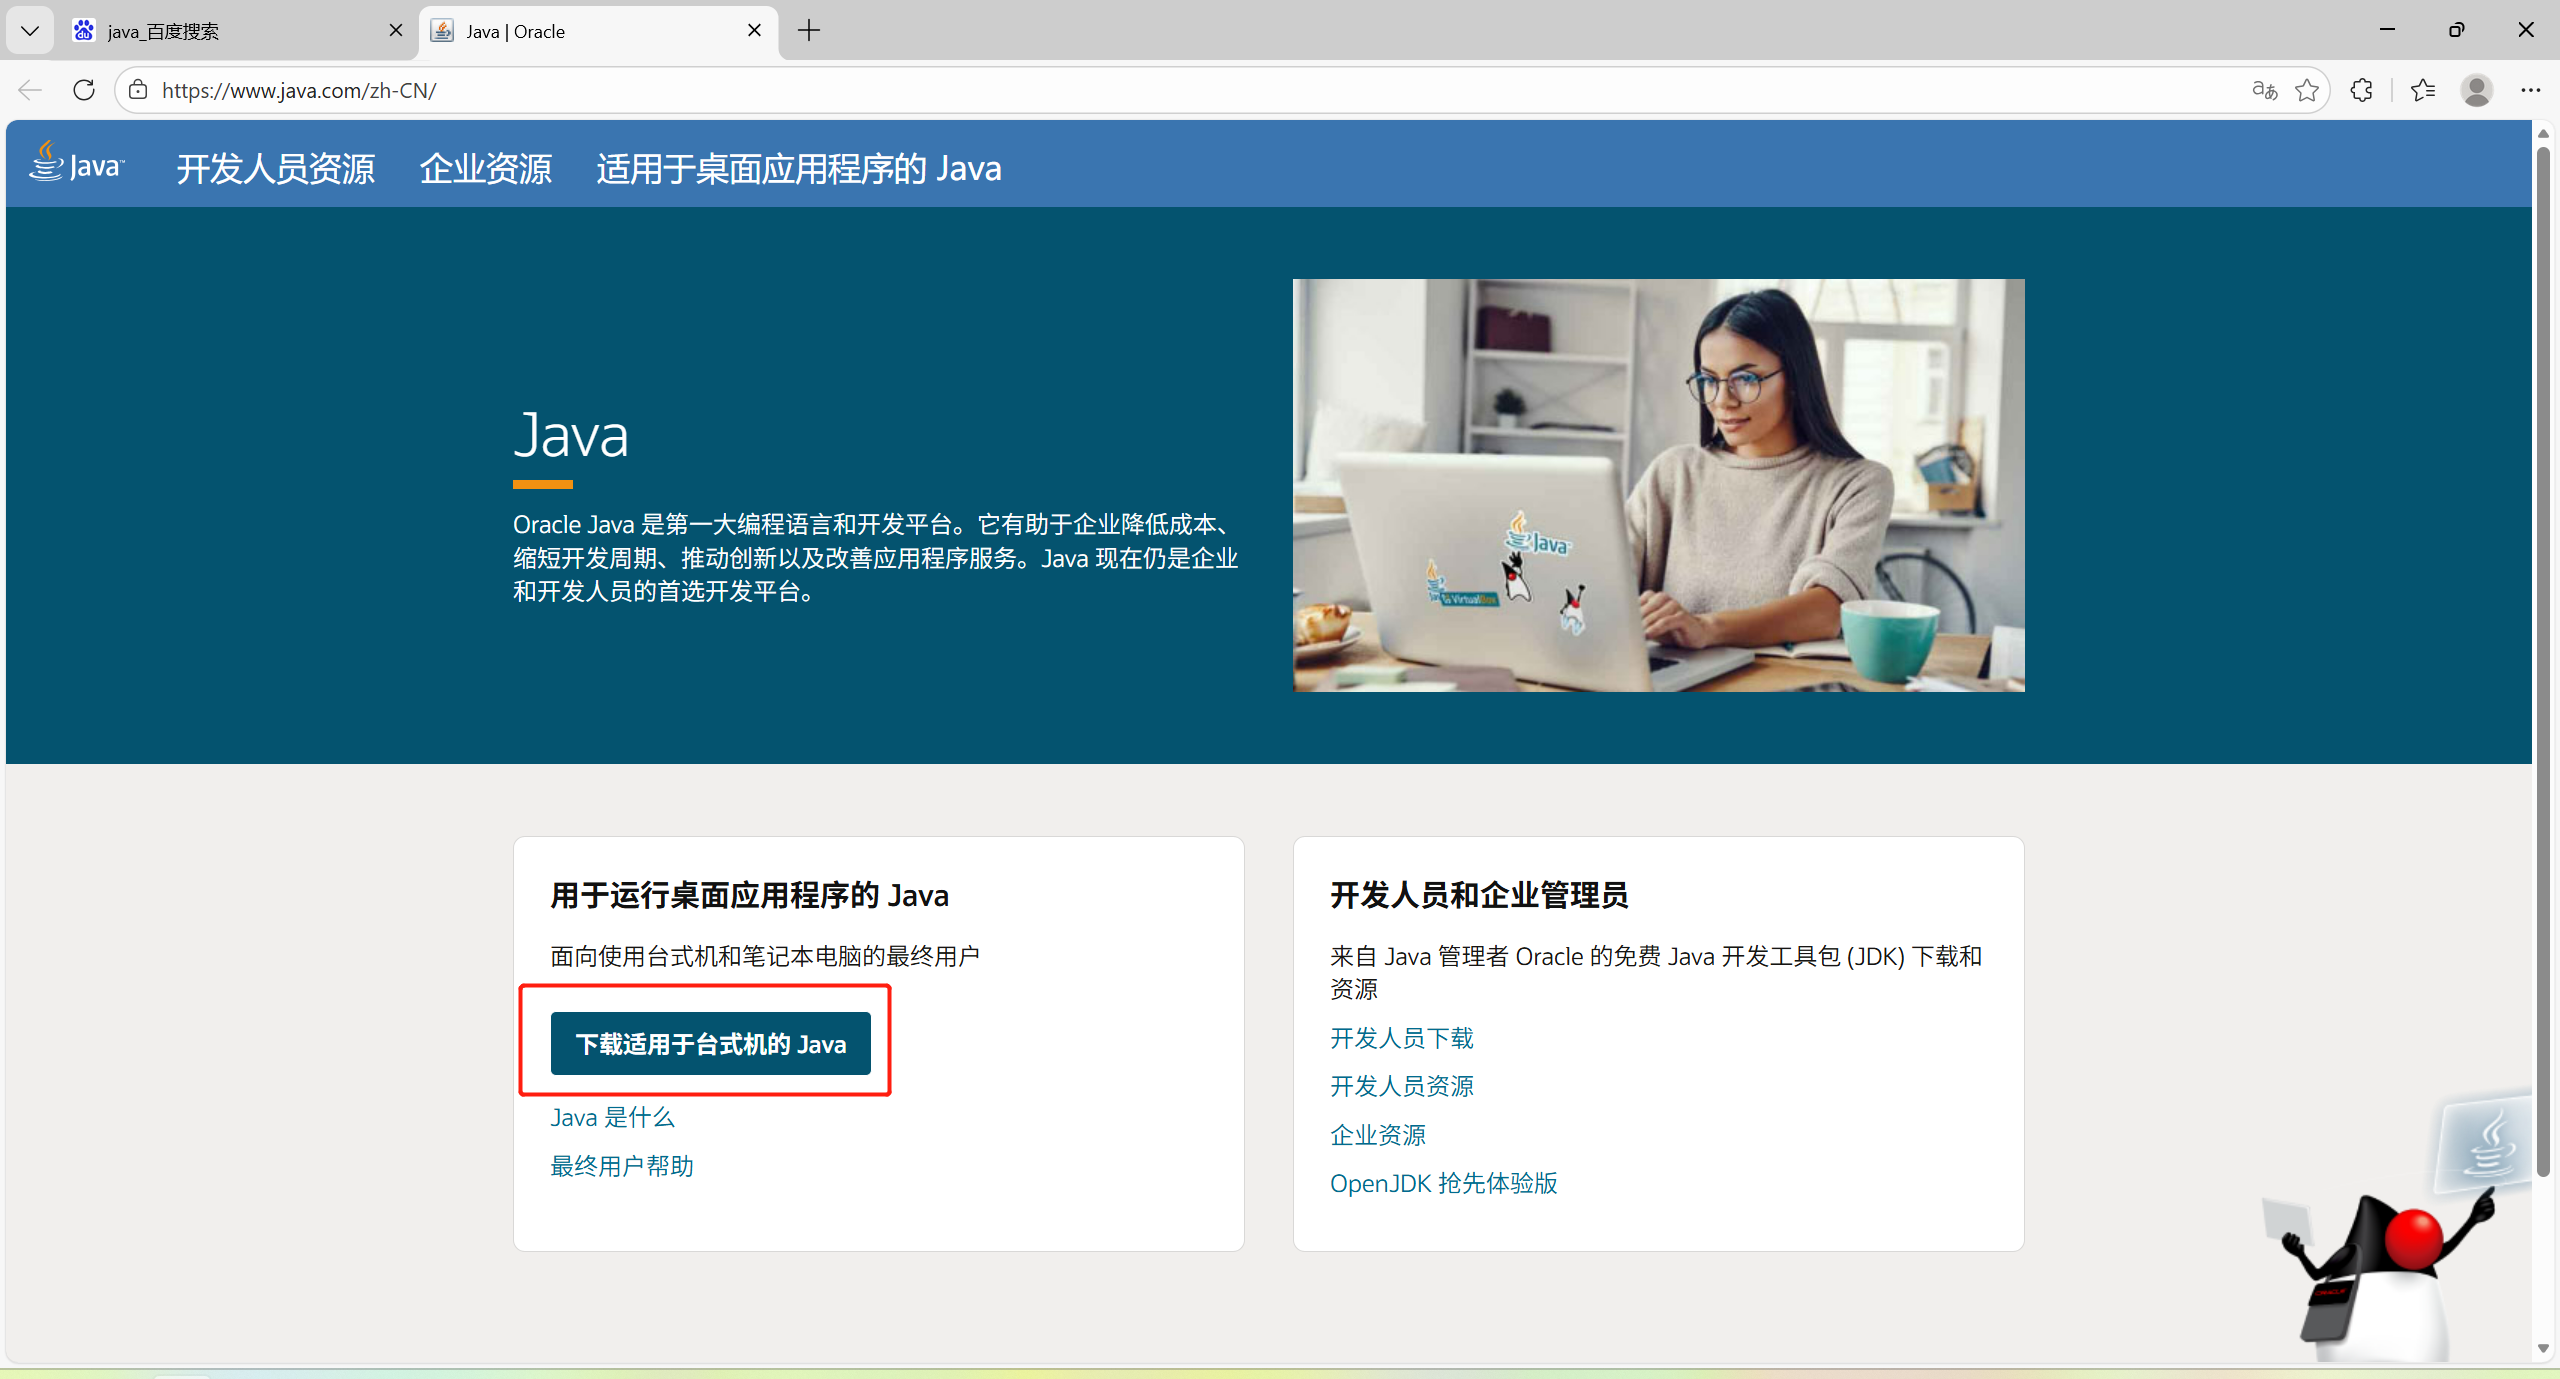 java_百度搜索
Java | Oracle
https://www.java.com/zh-CN/
Java
开发人员资源
企业资源
适用于桌面应用程序的 Java
Java
Oracle Java 是第一大编程语言和开发平台。它有助于企业降低成本、
缩短开发周期、推动创新以及改善应用程序服务。Java 现在仍是企业
和开发人员的首选开发平台。
Java
VirtualBox
用于运行桌面应用程序的 Java
面向使用台式机和笔记本电脑的最终用户
下载适用于台式机的 Java
Java 是什么
最终用户帮助
开发人员和企业管理员
来自 Java 管理者 Oracle 的免费 Java 开发工具包 (JDK) 下载和
资源
开发人员下载
开发人员资源
企业资源
OpenJDK 抢先体验版